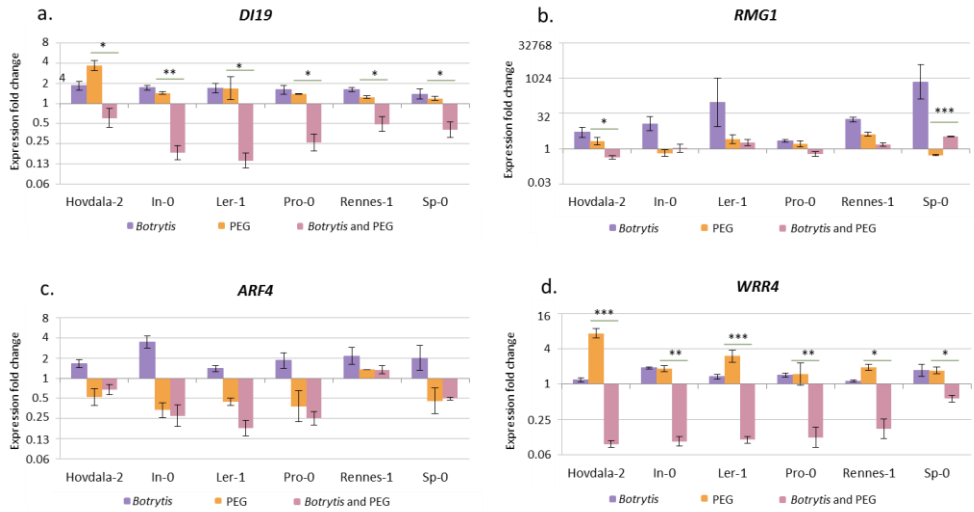 a.
DI19
Expression fold change
8
4
4
2
1
0.5
0.25
0.13
0.06
*
**
*
*
*
*
Hovdala-2 In-0 Ler-1 Pro-0 Rennes-1 Sp-0
Botrytis PEG Botrytis and PEG
b.
RMG1
Expression fold change
32768
1024
32
1
0.03
*
***
Hovdala-2 In-0 Ler-1 Pro-0 Rennes-1 Sp-0
Botrytis PEG Botrytis and PEG
c.
ARF4
Expression fold change
8
4
2
1
0.5
0.25
0.13
0.06
Hovdala-2 In-0 Ler-1 Pro-0 Rennes-1 Sp-0
Botrytis PEG Botrytis and PEG
d.
WRR4
Expression fold change
16
4
1
0.25
0.06
***
**
***
**
*
*
Hovdala-2 In-0 Ler-1 Pro-0 Rennes-1 Sp-0
Botrytis PEG Botrytis and PEG